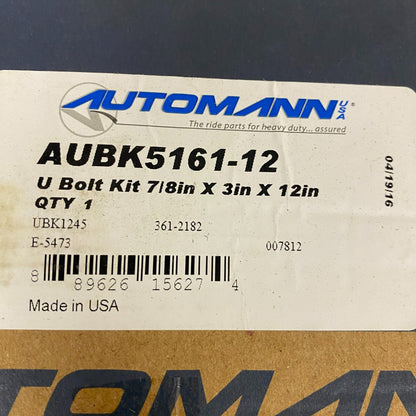 AUTOMANN USA
The ride parts for heavy duty... assured
AUBK5161-12
U Bolt Kit 7/8in X 3in X 12in
QTY 1
UBK1245 361-2182
E-5473 007812
8 89626 15627 4
Made in USA
04/19/16
UTOMANN